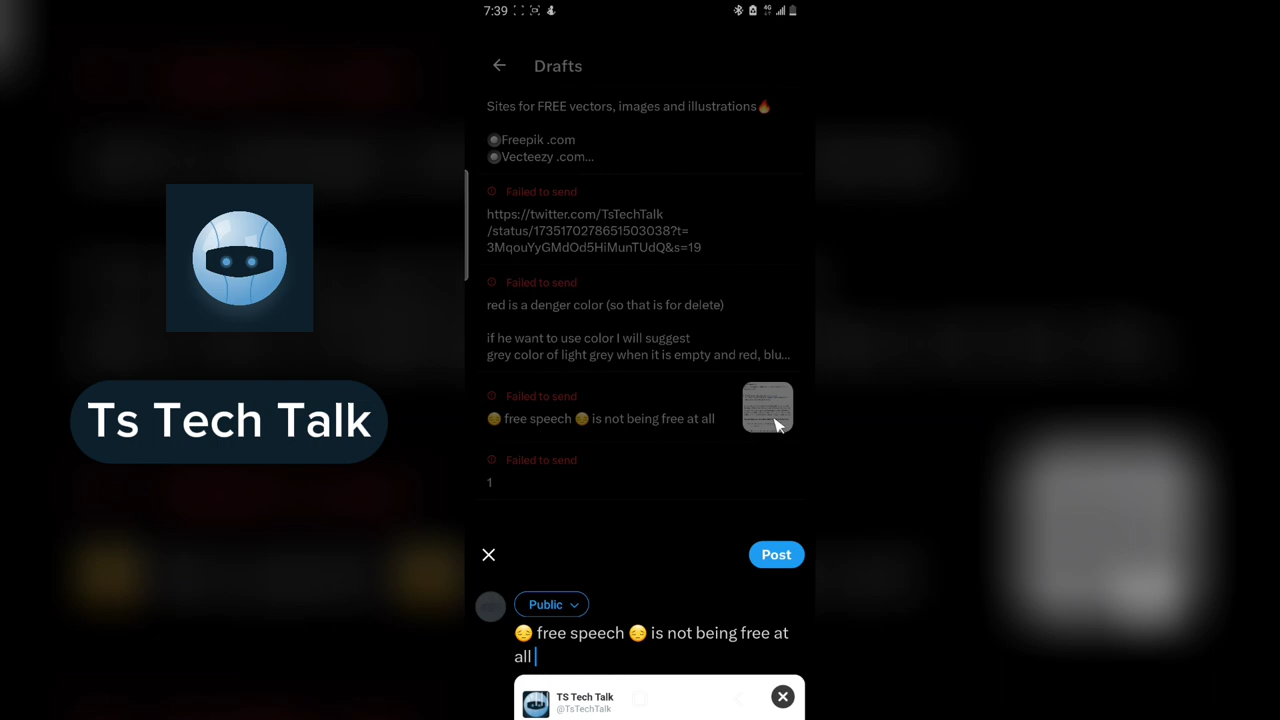 7:39
4G
Drafts
Sites for FREE vectors, images and illustrations🔥
🔘Freepik .com
🔘Vecteezy .com...
Failed to send
https://twitter.com/TsTechTalk
/status/1735170278651503038?t=
3MqouYyGMdOd5HiMunTUdQ&s=19
Failed to send
red is a denger color (so that is for delete)
if he want to use color I will suggest
grey color of light grey when it is empty and red, blu...
Failed to send
😔 free speech 😔 is not being free at all
Failed to send
1
Post
Public
😔 free speech 😔 is not being free at
all
TS Tech Talk
@TsTechTalk
Ts Tech Talk